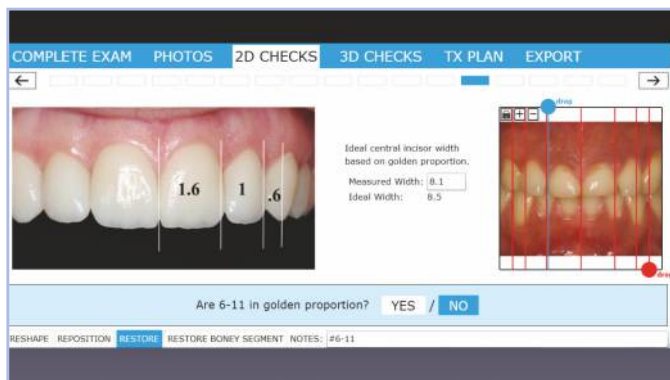 COMPLETE EXAM PHOTOS 2D CHECKS 3D CHECKS TX PLAN EXPORT
← →
1.6 1 .6
Ideal central incisor width
based on golden proportion.
Measured Width: 8.1
Ideal Width: 8.5
+ −
drag
drag
Are 6-11 in golden proportion? YES / NO
RESHAPE REPOSITION RESTORE RESTORE BONEY SEGMENT NOTES: #6-11